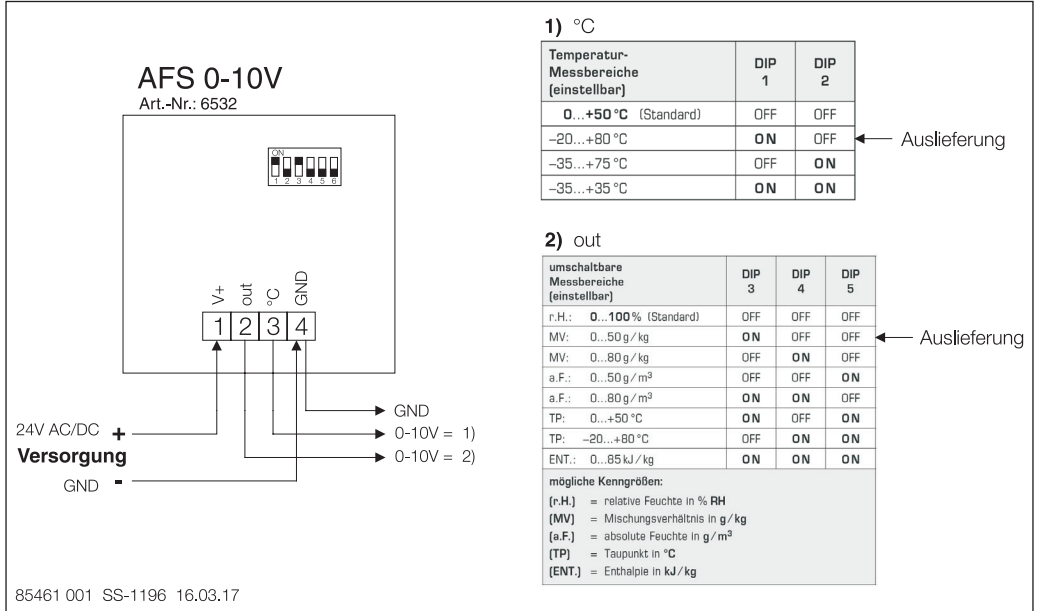 AFS 0-10V
Art.-Nr.: 6532
ON
1 2 3 4 5 6
V+ out °C GND
1 2 3 4
24V AC/DC +
Versorgung
GND -
GND
0-10V = 1)
0-10V = 2)
85461 001 SS-1196 16.03.17
1) °C
Temperatur-
Messbereiche
(einstellbar)
DIP
1
DIP
2
0...+50 °C (Standard) OFF OFF
–20...+80 °C ON OFF
Auslieferung
–35...+75 °C OFF ON
–35...+35 °C ON ON
2) out
umschaltbare
Messbereiche
(einstellbar)
DIP
3
DIP
4
DIP
5
r.H.: 0...100% (Standard) OFF OFF OFF
MV: 0...50 g/kg ON OFF OFF
Auslieferung
MV: 0...80 g/kg OFF ON OFF
a.F.: 0...50 g/m³ OFF OFF ON
a.F.: 0...80 g/m³ ON ON OFF
TP: 0...+50 °C ON OFF ON
TP: –20...+80 °C OFF ON ON
ENT.: 0...85 kJ/kg ON ON ON
mögliche Kenngrößen:
(r.H.) = relative Feuchte in % RH
(MV) = Mischungsverhältnis in g/kg
(a.F.) = absolute Feuchte in g/m³
(TP) = Taupunkt in °C
(ENT.) = Enthalpie in kJ/kg